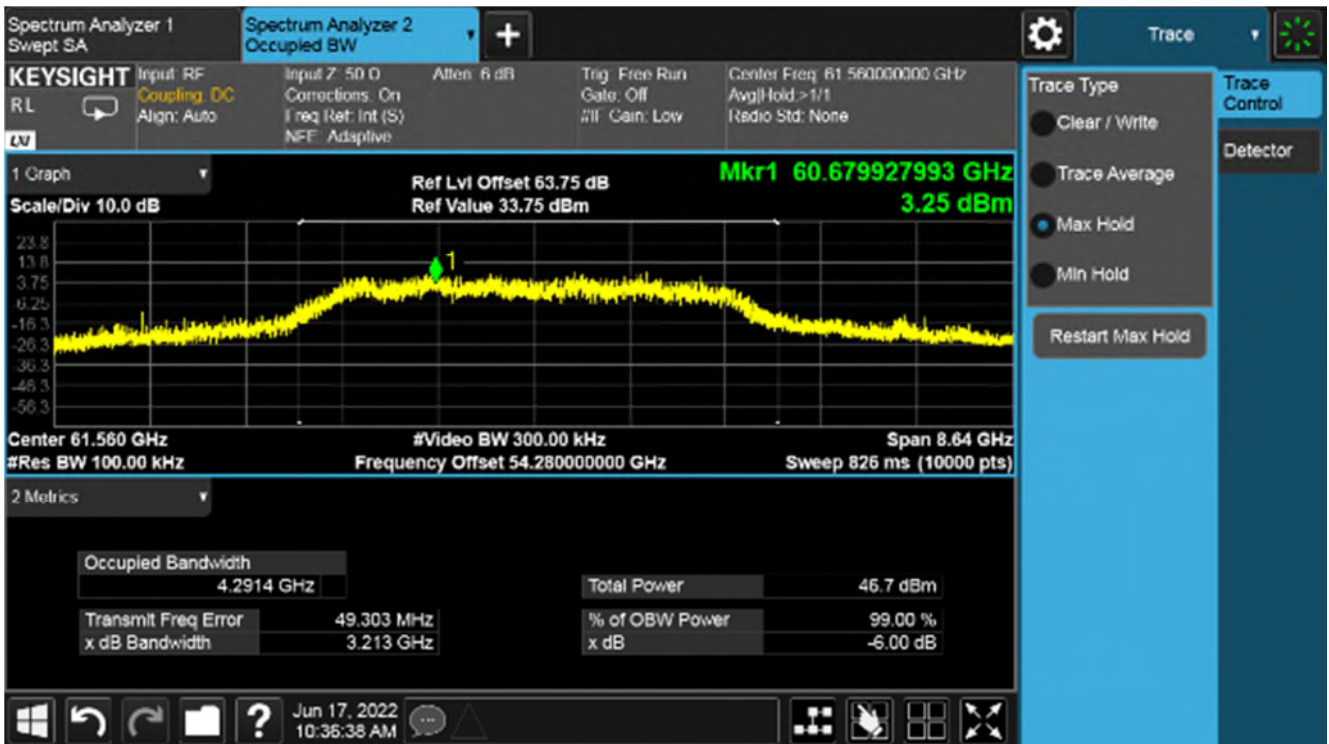 Spectrum Analyzer 1
Swept SA
Spectrum Analyzer 2
Occupied BW
+
Trace
KEYSIGHT
RL
LXI
Input: RF
Coupling: DC
Align: Auto
Input Z: 50 Ω
Corrections: On
Freq Ref: Int (S)
NFE: Adaptive
Atten: 6 dB
Trig: Free Run
Gate: Off
#IF Gain: Low
Center Freq: 61.560000000 GHz
Avg|Hold:>1/1
Radio Std: None
Trace Type
Clear / Write
Trace Average
Max Hold
Min Hold
Restart Max Hold
Trace
Control
Detector
1 Graph
Scale/Div 10.0 dB
Ref Lvl Offset 63.75 dB
Ref Value 33.75 dBm
Mkr1 60.679927993 GHz
3.25 dBm
23.8
13.8
3.75
-6.25
-16.3
-26.3
-36.3
-46.3
-56.3
1
Center 61.560 GHz
#Res BW 100.00 kHz
#Video BW 300.00 kHz
Frequency Offset 54.280000000 GHz
Span 8.64 GHz
Sweep 826 ms (10000 pts)
2 Metrics
Occupied Bandwidth
4.2914 GHz
Transmit Freq Error 49.303 MHz
x dB Bandwidth 3.213 GHz
Total Power 46.7 dBm
% of OBW Power 99.00 %
x dB -6.00 dB
?
Jun 17, 2022
10:36:38 AM